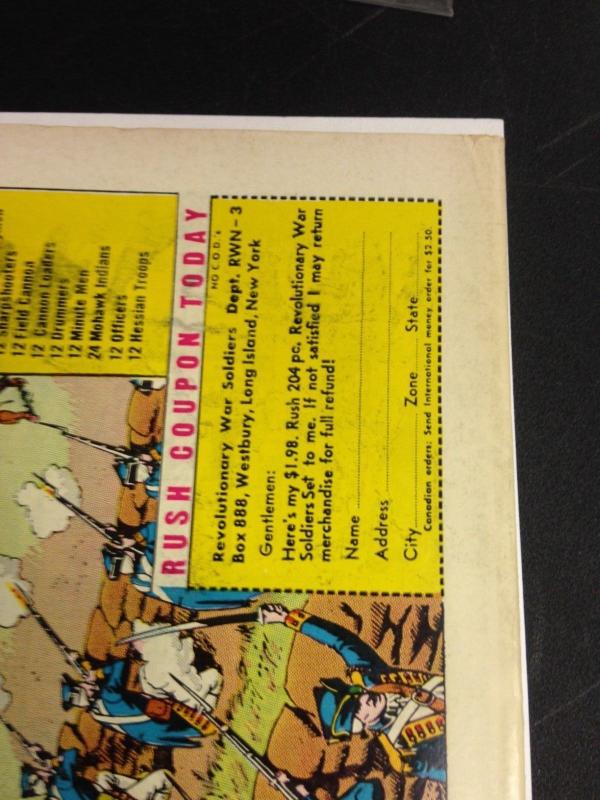 Sharpshooters
12 Field Cannon
12 Cannon Loaders
12 Drummers
12 Minute Men
24 Mohawk Indians
12 Officers
12 Hessian Troops
RUSH COUPON TODAY
NO C.O.D.'s
Revolutionary War Soldiers Dept. RWN-3
Box 888, Westbury, Long Island, New York
Gentlemen:
Here's my $1.98. Rush 204 pc. Revolutionary War
Soldiers Set to me. If not satisfied I may return
merchandise for full refund!
Name
Address
City Zone State
Canadian orders: Send International money order for $2.50.